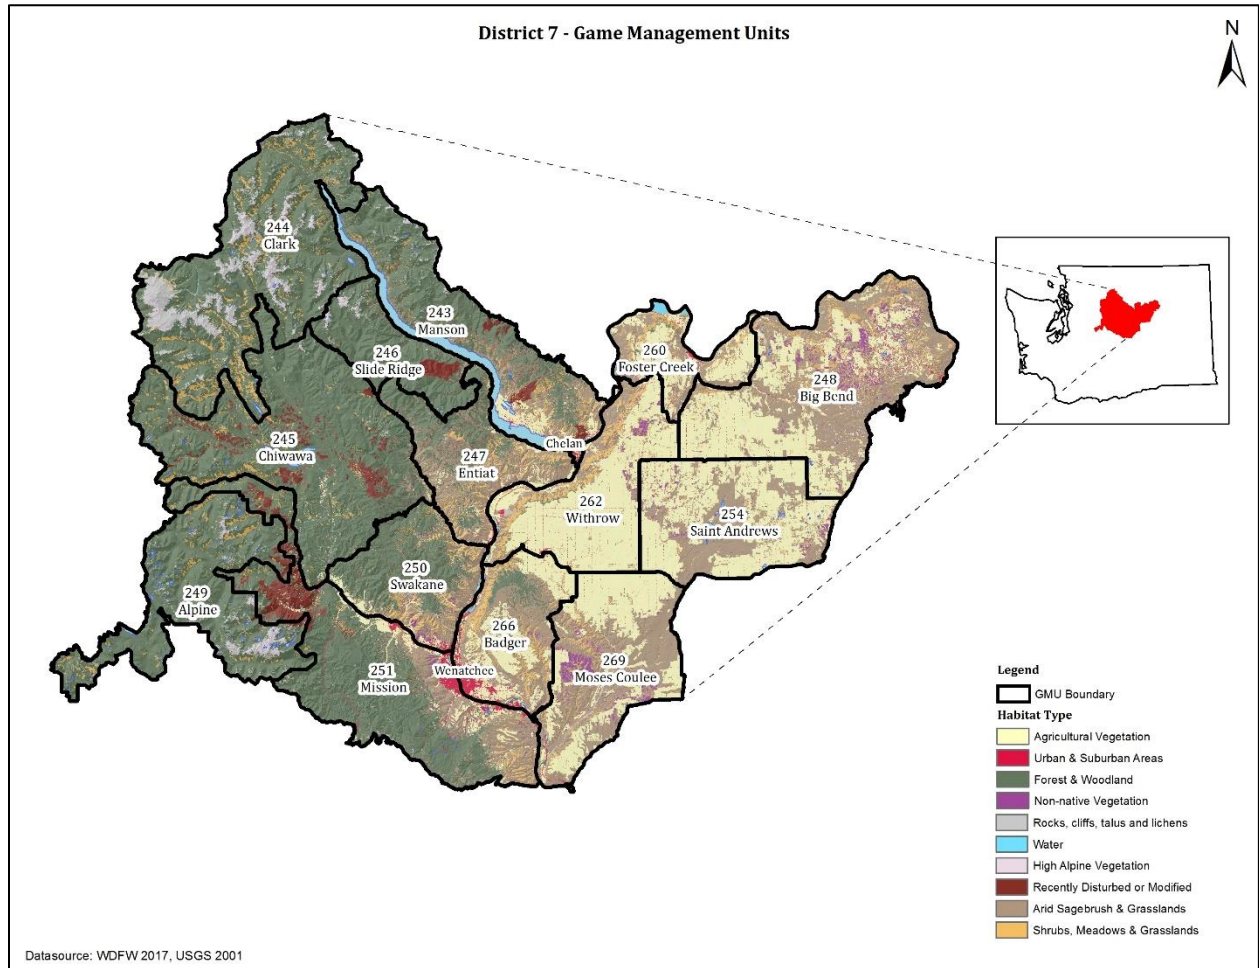 District 7 - Game Management Units
N
244
Clark
243
Manson
246
Slide Ridge
260
Foster Creek
248
Big Bend
245
Chiwawa
Chelan
247
Entiat
262
Withrow
254
Saint Andrews
250
Swakane
249
Alpine
266
Badger
251
Mission
Wenatchee
269
Moses Coulee
Legend
GMU Boundary
Habitat Type
Agricultural Vegetation
Urban & Suburban Areas
Forest & Woodland
Non-native Vegetation
Rocks, cliffs, talus and lichens
Water
High Alpine Vegetation
Recently Disturbed or Modified
Arid Sagebrush & Grasslands
Shrubs, Meadows & Grasslands
Datasource: WDFW 2017, USGS 2001